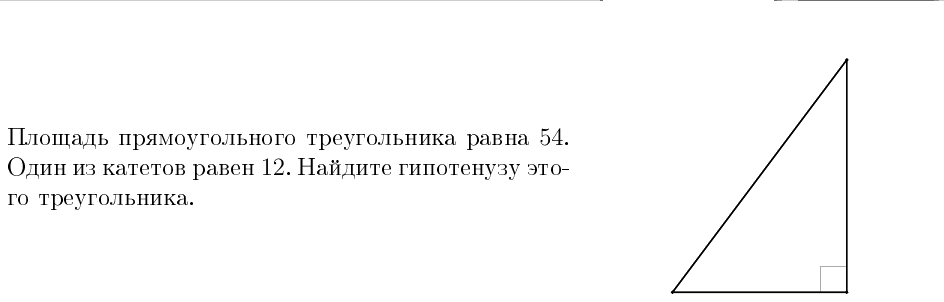 Площадь прямоугольного треугольника равна 54.
Один из катетов равен 12. Найдите гипотенузу это-
го треугольника.